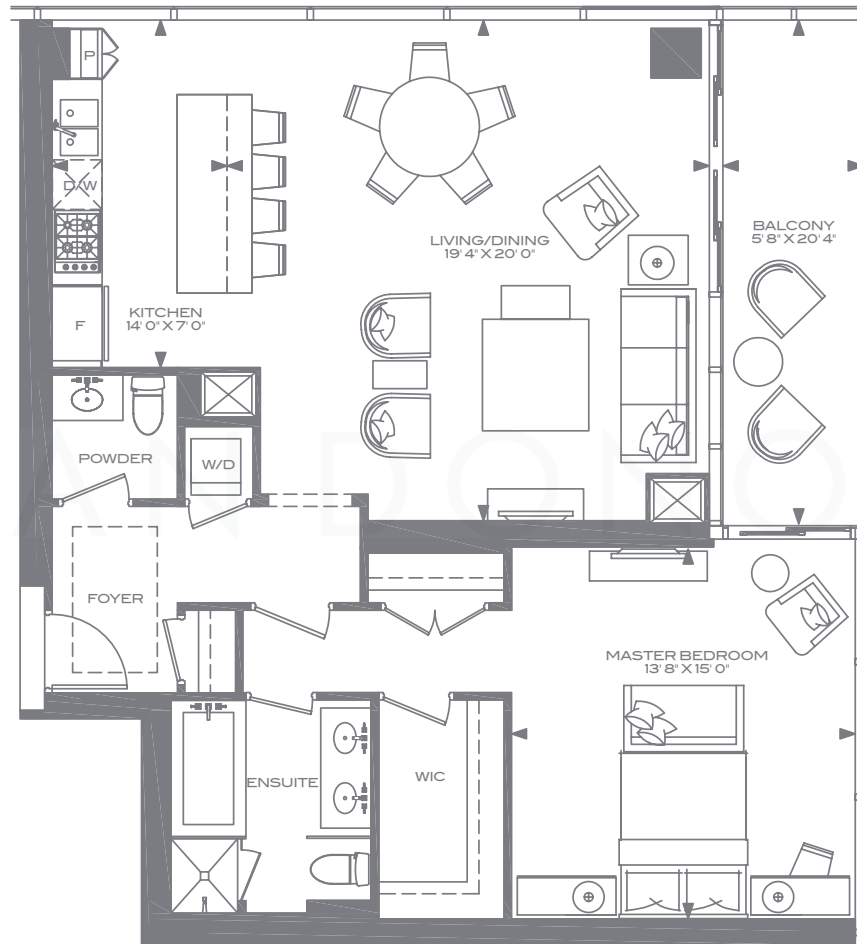 P
D/W
F
KITCHEN
14' 0" X 7' 0"
LIVING/DINING
19' 4" X 20' 0"
BALCONY
5' 8" X 20' 4"
POWDER
W/D
FOYER
MASTER BEDROOM
13' 8" X 15' 0"
ENSUITE
WIC